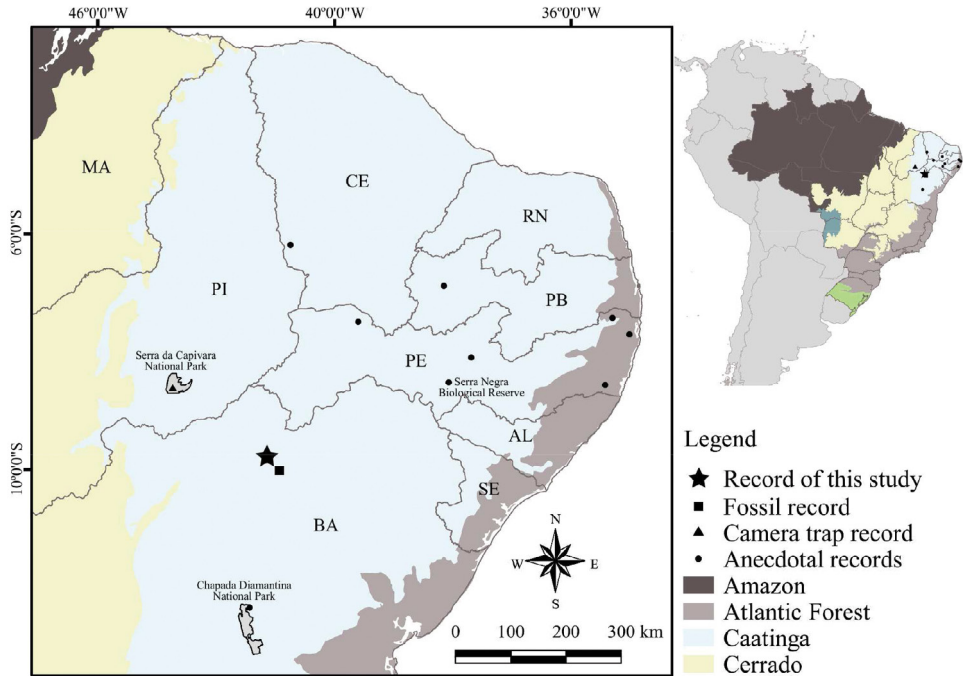 46°0'0"W
40°0'0"W
36°0'0"W
6°0'0"S
10°0'0"S
MA
CE
RN
PI
PB
Serra da Capivara
National Park
PE
Serra Negra
Biological Reserve
AL
SE
BA
Chapada Diamantina
National Park
N
W
E
S
0 100 200 300 km
Legend
Record of this study
Fossil record
Camera trap record
Anecdotal records
Amazon
Atlantic Forest
Caatinga
Cerrado